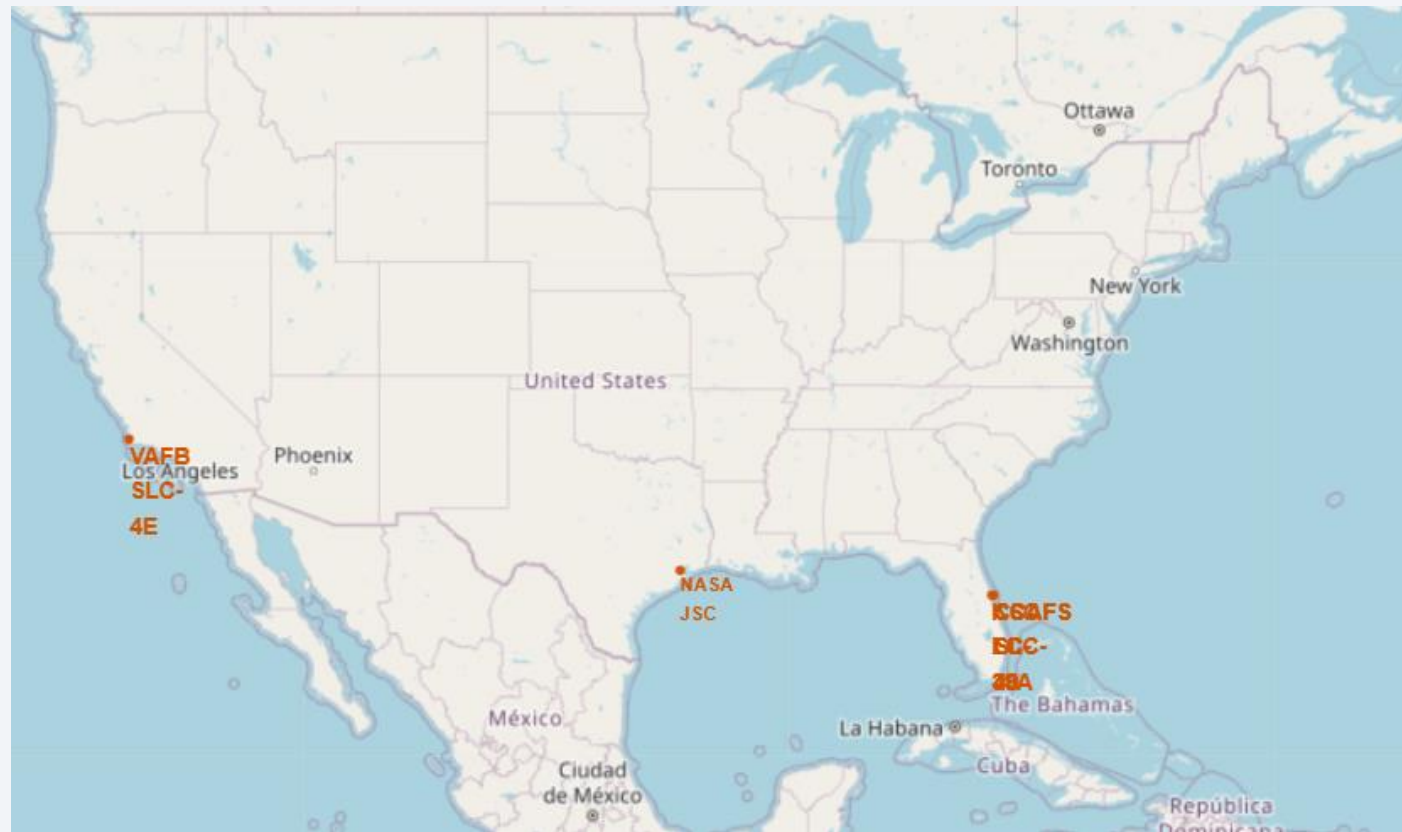 Ottawa
Toronto
New York
Washington
United States
VAFB
Los Angeles
SLC-
4E
Phoenix
NASA
JSC
The Bahamas
La Habana
México
Cuba
Ciudad
de México
República
Dominicana